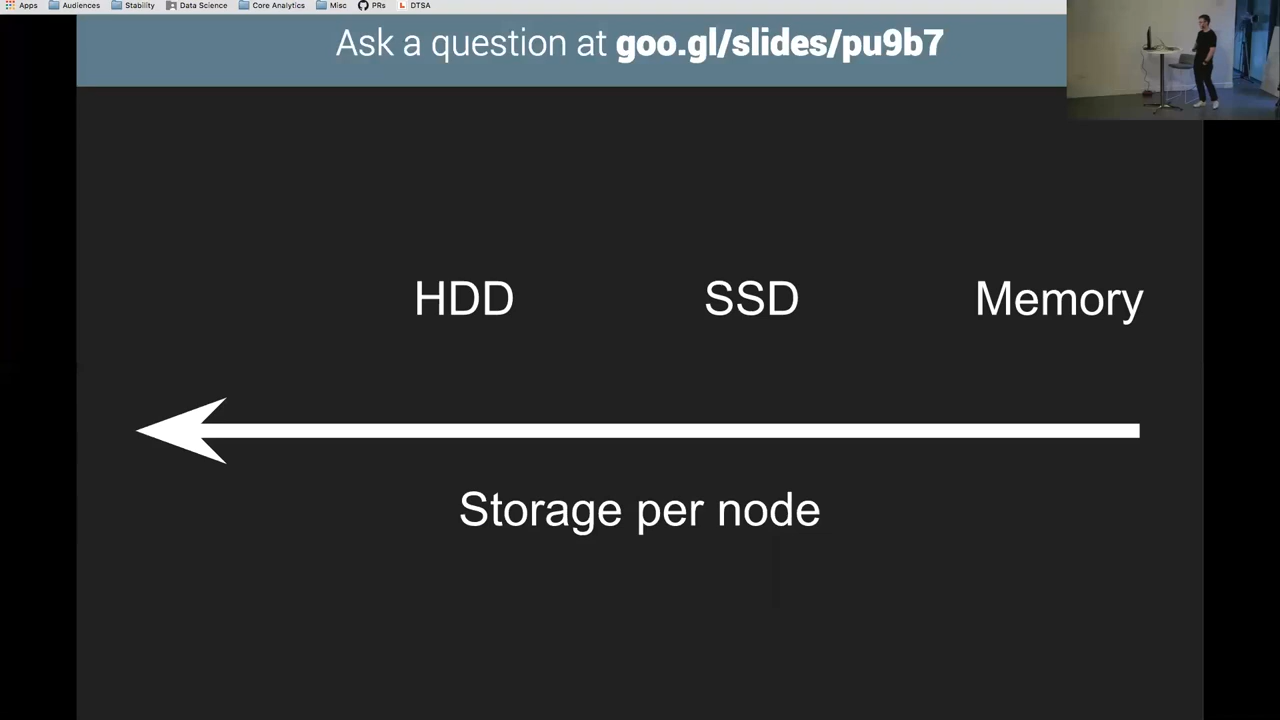 Apps Audiences Stability Data Science Core Analytics Misc PRs DTSA
Ask a question at goo.gl/slides/pu9b7
HDD SSD Memory
Storage per node